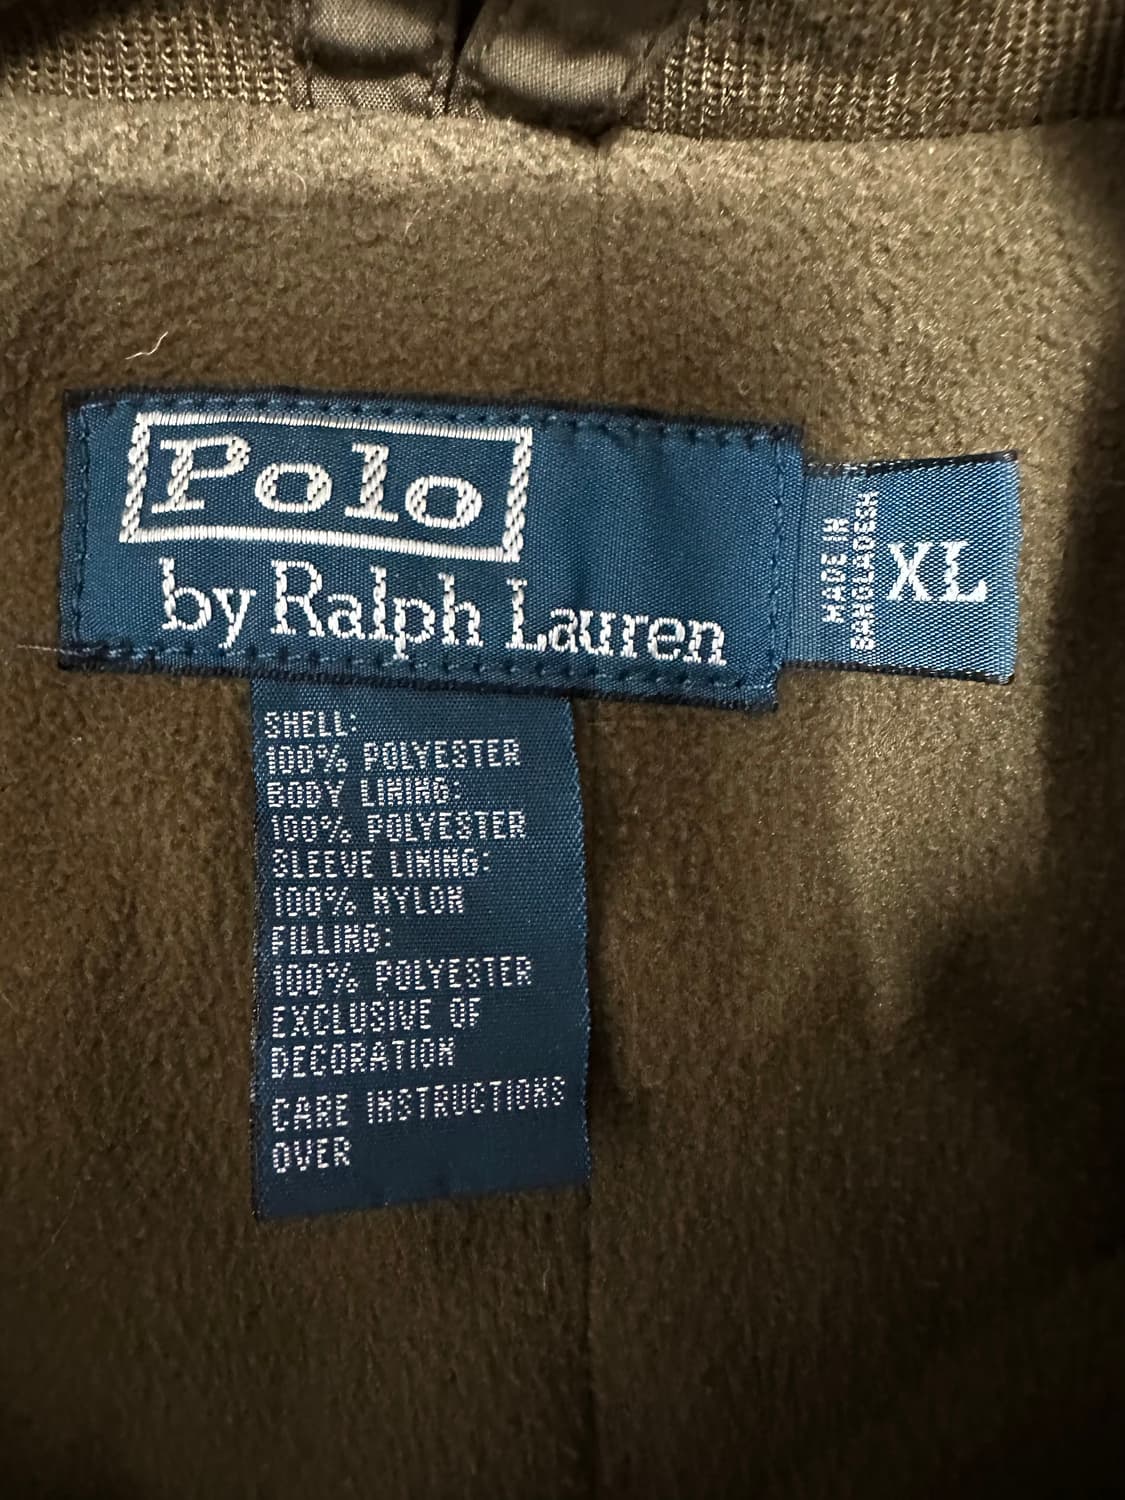 Polo
by Ralph Lauren
MADE IN
BANGLADESH
XL
SHELL:
100% POLYESTER
BODY LINING:
100% POLYESTER
SLEEVE LINING:
100% NYLON
FILLING:
100% POLYESTER
EXCLUSIVE OF
DECORATION
CARE INSTRUCTIONS
OVER